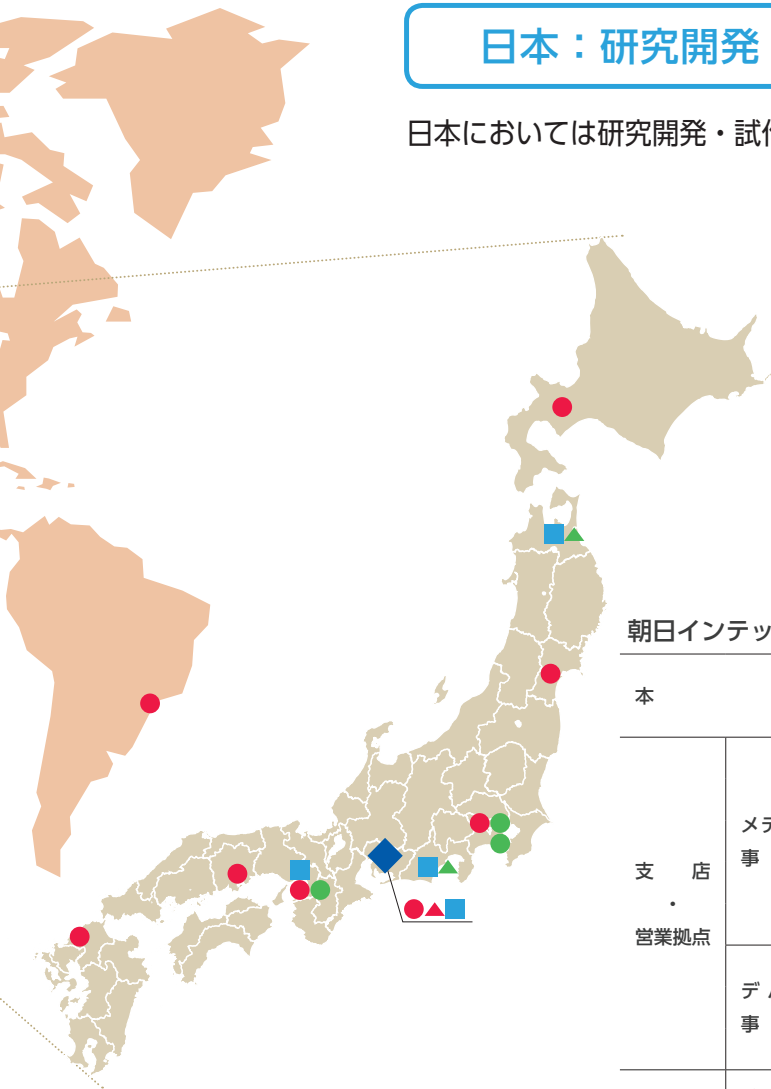 日本：研究開発
日本においては研究開発・試
朝日インテッ
本
支　店
・
営業拠点
メデ
事
デ
事